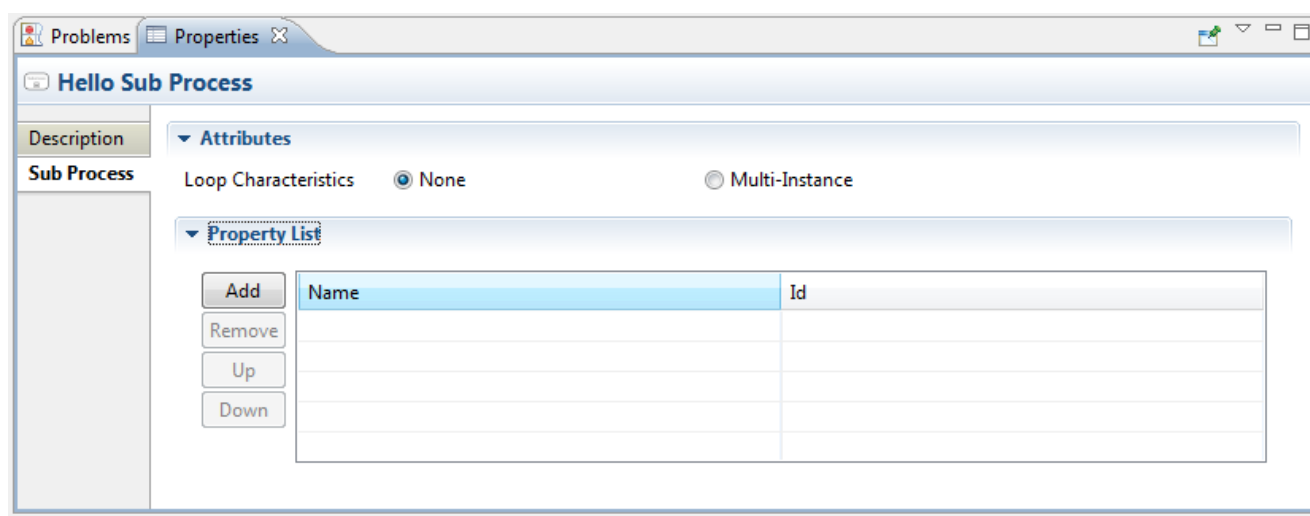 Problems Properties
Hello Sub Process
Description
Attributes
Sub Process
Loop Characteristics None Multi-Instance
Property List
Add Name Id
Remove
Up
Down